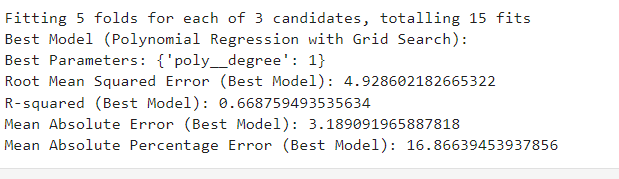 Fitting 5 folds for each of 3 candidates, totalling 15 fits
Best Model (Polynomial Regression with Grid Search):
Best Parameters: {'poly__degree': 1}
Root Mean Squared Error (Best Model): 4.928602182665322
R-squared (Best Model): 0.668759493535634
Mean Absolute Error (Best Model): 3.189091965887818
Mean Absolute Percentage Error (Best Model): 16.86639453937856